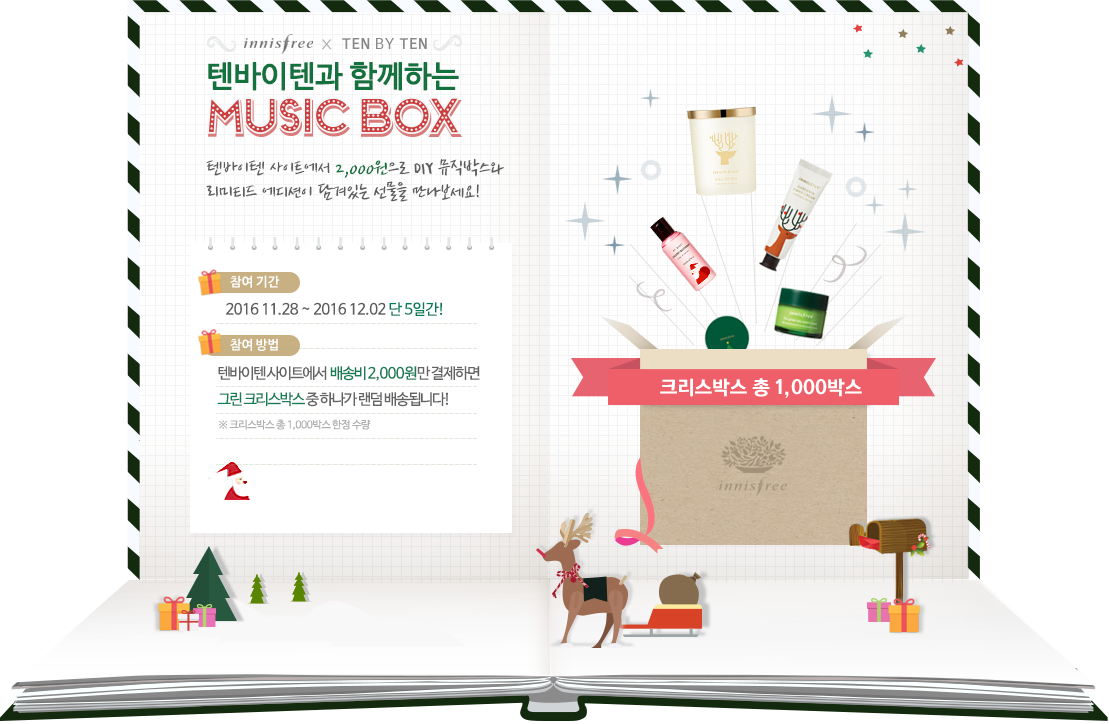 innisfree X TEN BY TEN
텐바이텐과 함께하는
MUSIC BOX
텐바이텐 사이트에서 2,000원으로 DIY 뮤직박스와
리미티드 에디션이 담겨있는 선물을 만나보세요!
참여 기간
2016 11.28 ~ 2016 12.02 단 5일간!
참여 방법
텐바이텐 사이트에서 배송비 2,000원만 결제하면
그린 크리스박스 중 하나가 랜덤 배송됩니다!
※ 크리스박스 총 1,000박스 한정 수량
innisfree
크리스박스 총 1,000박스
innisfree